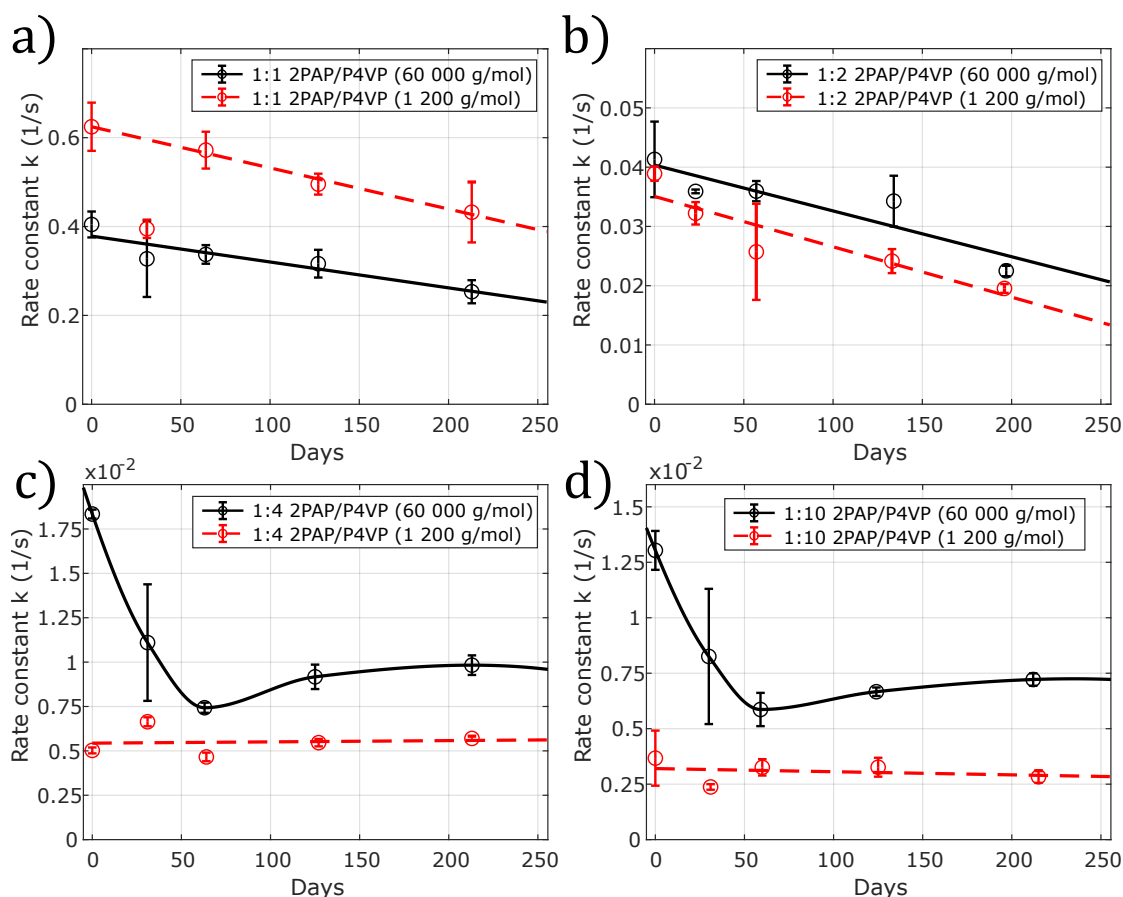 a)
1:1 2PAP/P4VP (60 000 g/mol)
1:1 2PAP/P4VP (1 200 g/mol)
Rate constant k (1/s)
0.6
0.4
0.2
0
0 50 100 150 200 250
Days
b)
1:2 2PAP/P4VP (60 000 g/mol)
1:2 2PAP/P4VP (1 200 g/mol)
Rate constant k (1/s)
0.05
0.04
0.03
0.02
0.01
0
0 50 100 150 200 250
Days
c)
x10-2
1:4 2PAP/P4VP (60 000 g/mol)
1:4 2PAP/P4VP (1 200 g/mol)
Rate constant k (1/s)
1.75
1.5
1.25
1
0.75
0.5
0.25
0
0 50 100 150 200 250
Days
d)
x10-2
1:10 2PAP/P4VP (60 000 g/mol)
1:10 2PAP/P4VP (1 200 g/mol)
Rate constant k (1/s)
1.5
1.25
1
0.75
0.5
0.25
0
0 50 100 150 200 250
Days